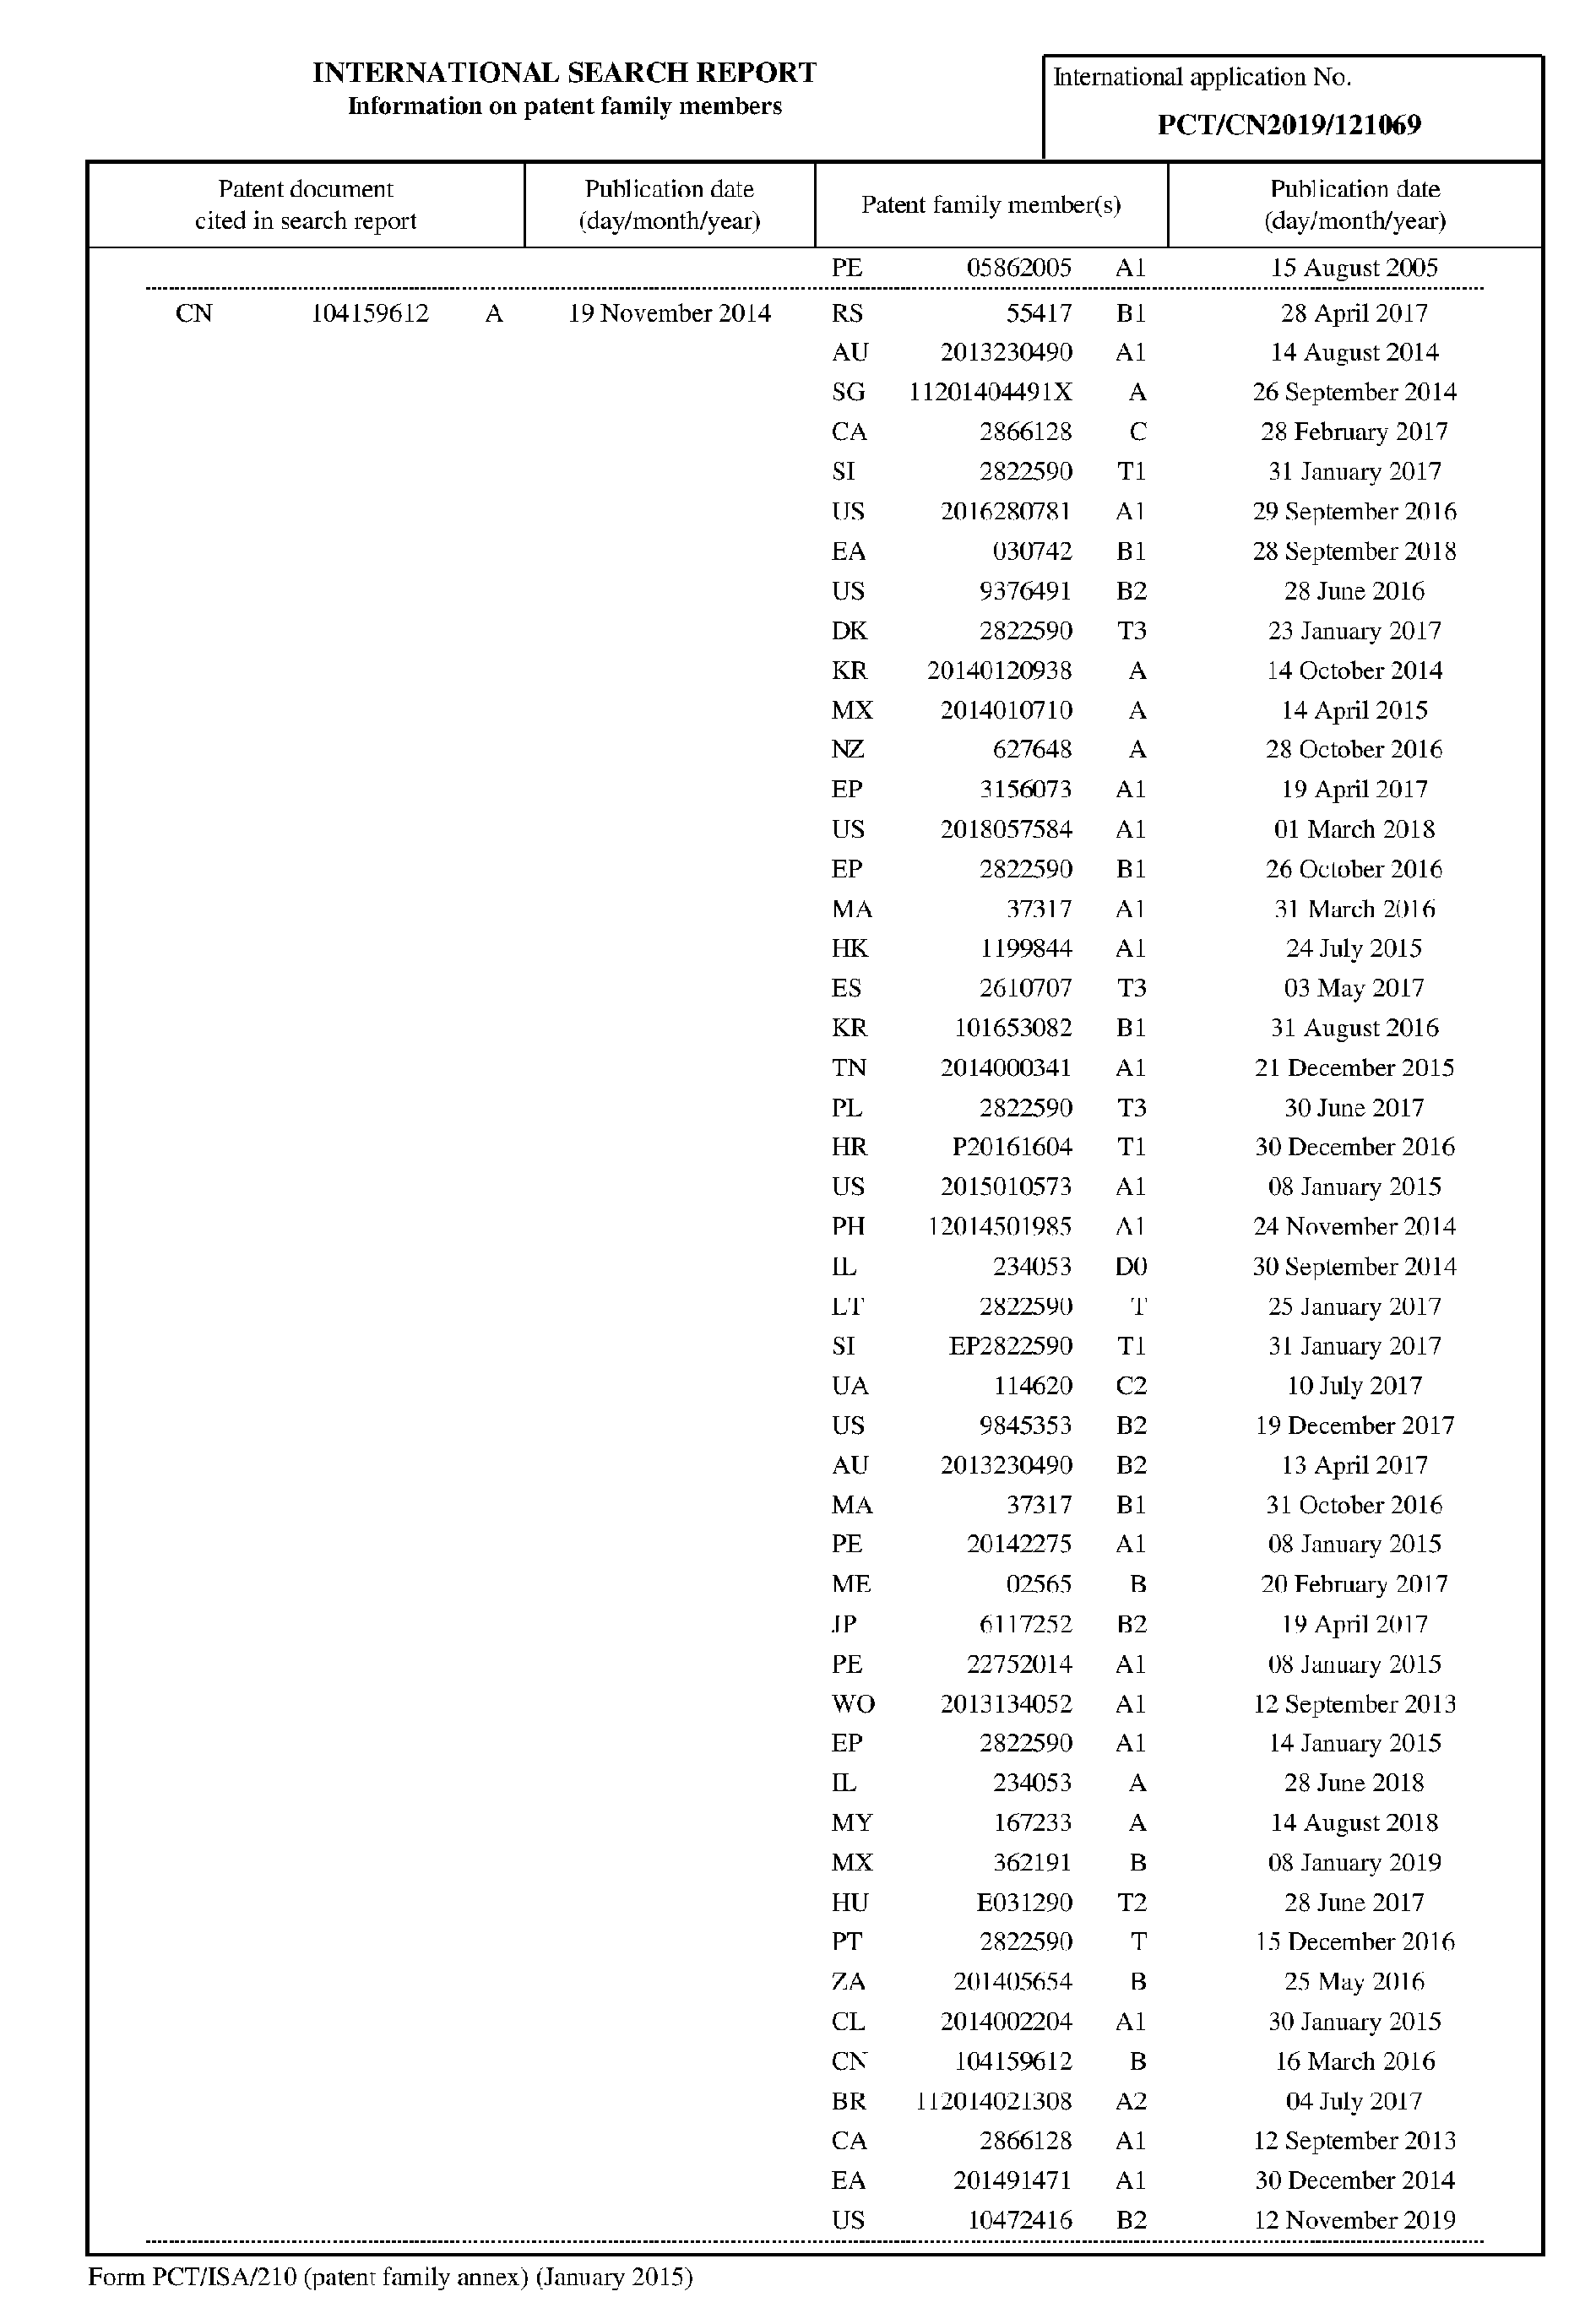 INTERNATIONAL SEARCH REPORT
Information on patent family members
International application No.
PCT/CN2019/121069
Patent document
cited in search report
Publication date
(day/month/year)
Patent family member(s)
Publication date
(day/month/year)
PE 05862005 A1 15 August 2005
CN 104159612 A 19 November 2014 RS 55417 B1 28 April 2017
AU 2013230490 A1 14 August 2014
SG 11201404491X A 26 September 2014
CA 2866128 C 28 February 2017
SI 2822590 T1 31 January 2017
US 2016280781 A1 29 September 2016
EA 030742 B1 28 September 2018
US 9376491 B2 28 June 2016
DK 2822590 T3 23 January 2017
KR 20140120938 A 14 October 2014
MX 2014010710 A 14 April 2015
NZ 627648 A 28 October 2016
EP 3156073 A1 19 April 2017
US 2018057584 A1 01 March 2018
EP 2822590 B1 26 October 2016
MA 37317 A1 31 March 2016
HK 1199844 A1 24 July 2015
ES 2610707 T3 03 May 2017
KR 101653082 B1 31 August 2016
TN 2014000341 A1 21 December 2015
PL 2822590 T3 30 June 2017
HR P20161604 T1 30 December 2016
US 2015010573 A1 08 January 2015
PH 12014501985 A1 24 November 2014
IL 234053 D0 30 September 2014
LT 2822590 T 25 January 2017
SI EP2822590 T1 31 January 2017
UA 114620 C2 10 July 2017
US 9845353 B2 19 December 2017
AU 2013230490 B2 13 April 2017
MA 37317 B1 31 October 2016
PE 20142275 A1 08 January 2015
ME 02565 B 20 February 2017
JP 6117252 B2 19 April 2017
PE 22752014 A1 08 January 2015
WO 2013134052 A1 12 September 2013
EP 2822590 A1 14 January 2015
IL 234053 A 28 June 2018
MY 167233 A 14 August 2018
MX 362191 B 08 January 2019
HU E031290 T2 28 June 2017
PT 2822590 T 15 December 2016
ZA 201405654 B 25 May 2016
CL 2014002204 A1 30 January 2015
CN 104159612 B 16 March 2016
BR 112014021308 A2 04 July 2017
CA 2866128 A1 12 September 2013
EA 201491471 A1 30 December 2014
US 10472416 B2 12 November 2019
Form PCT/ISA/210 (patent family annex) (January 2015)